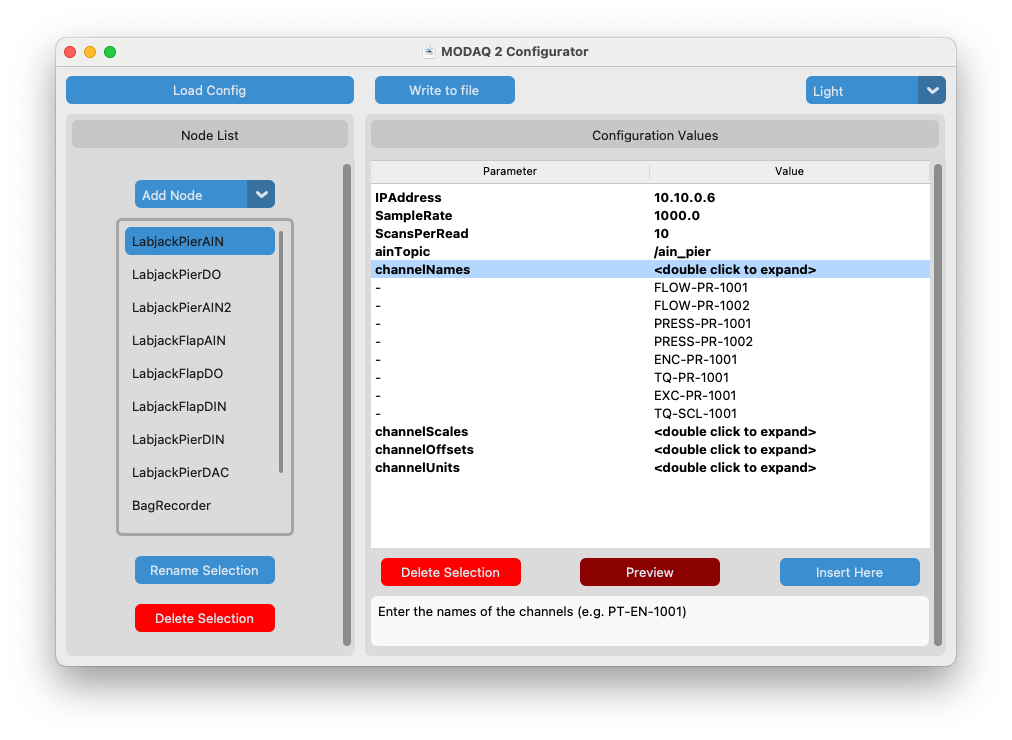 MODAQ 2 Configurator
Load Config
Write to file
Light
Node List
Add Node
LabjackPierAIN
LabjackPierDO
LabjackPierAIN2
LabjackFlapAIN
LabjackFlapDO
LabjackFlapDIN
LabjackPierDIN
LabjackPierDAC
BagRecorder
Rename Selection
Delete Selection
Configuration Values
Parameter Value
IPAddress 10.10.0.6
SampleRate 1000.0
ScansPerRead 10
ainTopic /ain_pier
channelNames <double click to expand>
- FLOW-PR-1001
- FLOW-PR-1002
- PRESS-PR-1001
- PRESS-PR-1002
- ENC-PR-1001
- TQ-PR-1001
- EXC-PR-1001
- TQ-SCL-1001
channelScales <double click to expand>
channelOffsets <double click to expand>
channelUnits <double click to expand>
Delete Selection
Preview
Insert Here
Enter the names of the channels (e.g. PT-EN-1001)